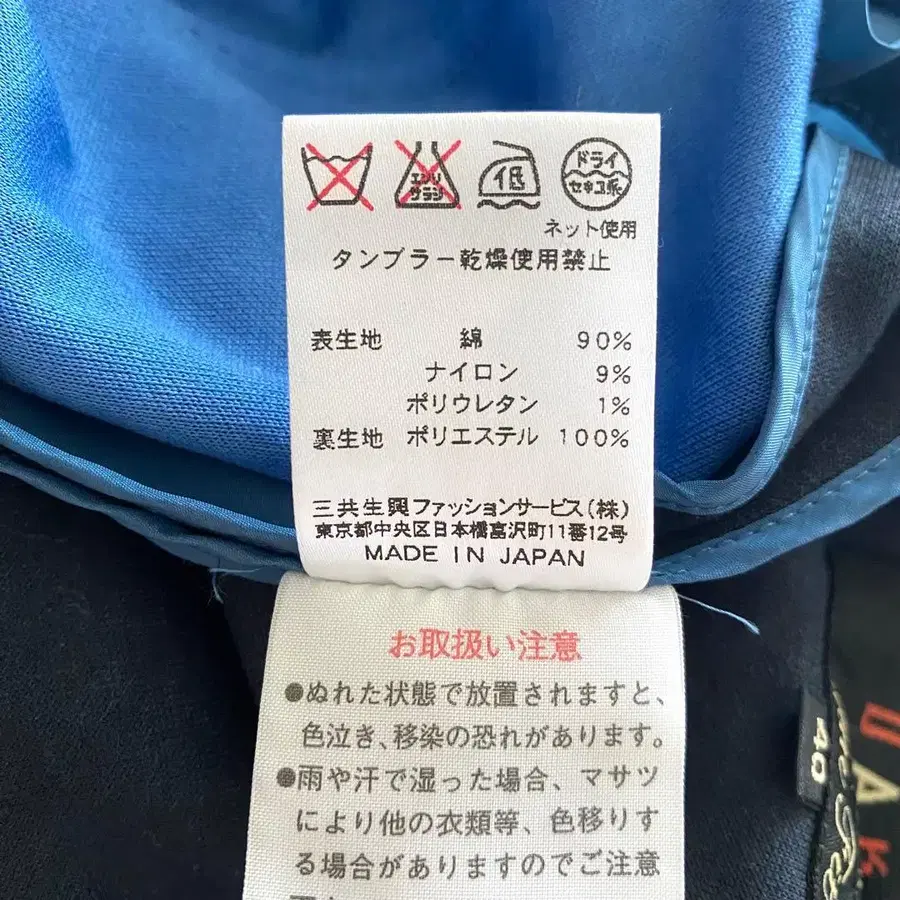 エンソ
サラシ
低
ドライ
セキユ系
ネット使用
タンブラー乾燥使用禁止
表生地 綿 90%
ナイロン 9%
ポリウレタン 1%
裏生地 ポリエステル 100%
三共生興ファッションサービス(株)
東京都中央区日本橋富沢町11番12号
MADE IN JAPAN
お取扱い注意
●ぬれた状態で放置されますと、
色泣き、移染の恐れがあります。
●雨や汗で湿った場合、マサツ
により他の衣類等、色移りす
る場合がありますのでご注意
40